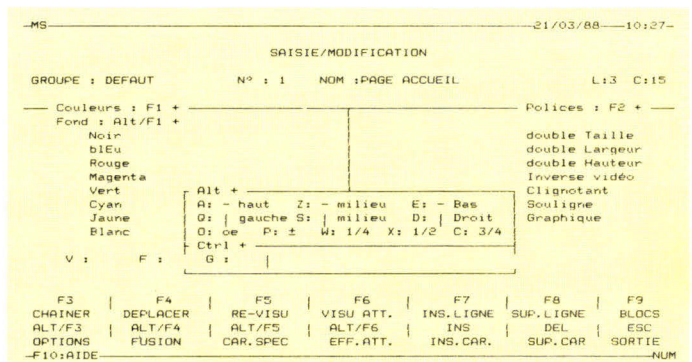 MS 21/03/88 10:27
SAISIE/MODIFICATION
GROUPE : DEFAUT N° : 1 NOM :PAGE ACCUEIL L:3 C:15
Couleurs : F1 + Polices : F2 +
Fond : Alt/F1 +
Noir double Taille
blEu double Largeur
Rouge double Hauteur
Magenta Inverse vidéo
Vert Alt + Clignotant
Cyan A: - haut Z: - milieu E: - Bas Souligne
Jaune Q: | gauche S: | milieu D: | Droit Graphique
Blanc O: oe P: ± W: 1/4 X: 1/2 C: 3/4
Ctrl +
V : F : G : |
F3 | F4 | F5 | F6 | F7 | F8 | F9
CHAINER DEPLACER RE-VISU VISU ATT. INS.LIGNE SUP.LIGNE BLOCS
ALT/F3 | ALT/F4 | ALT/F5 | ALT/F6 | INS | DEL | ESC
OPTIONS FUSION CAR.SPEC EFF.ATT. INS.CAR. SUP.CAR SORTIE
F10:AIDE NUM